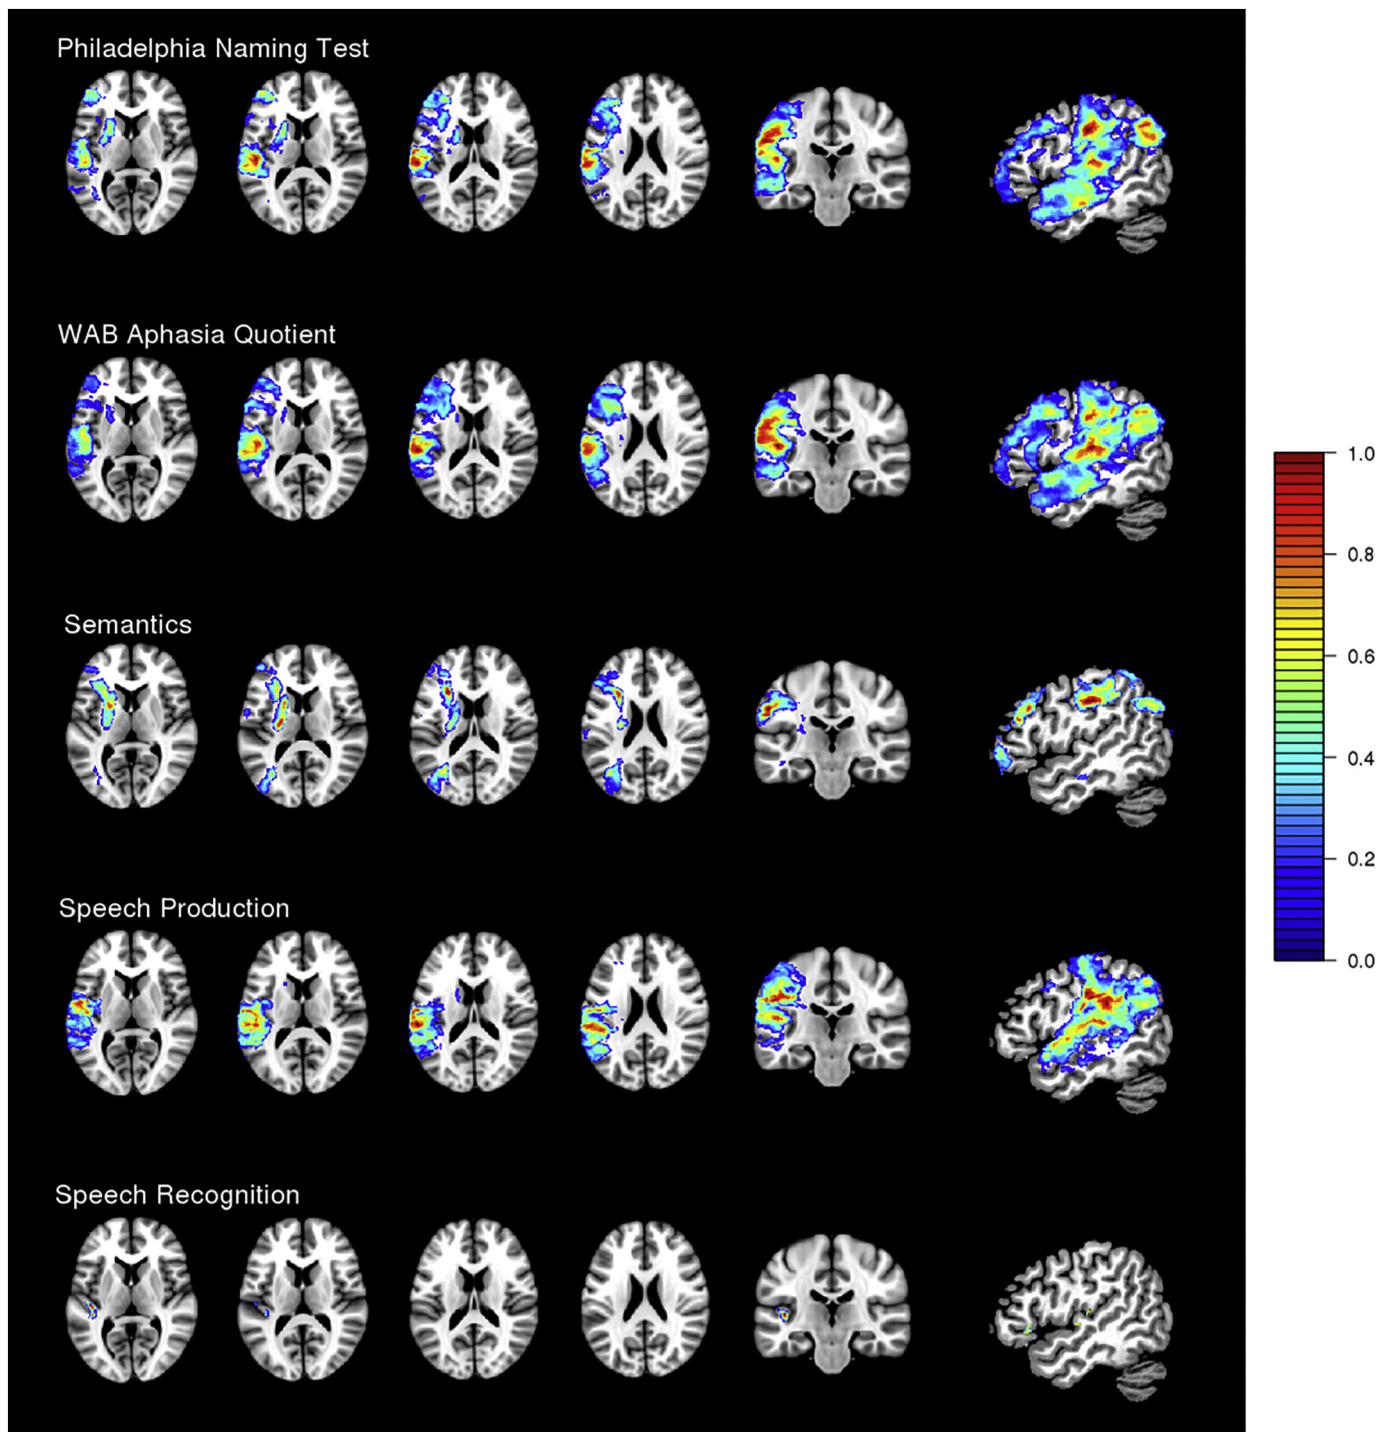 Philadelphia Naming Test
WAB Aphasia Quotient
1.0
0.8
Semantics
0.6
0.4
0.2
Speech Production
0.0
Speech Recognition